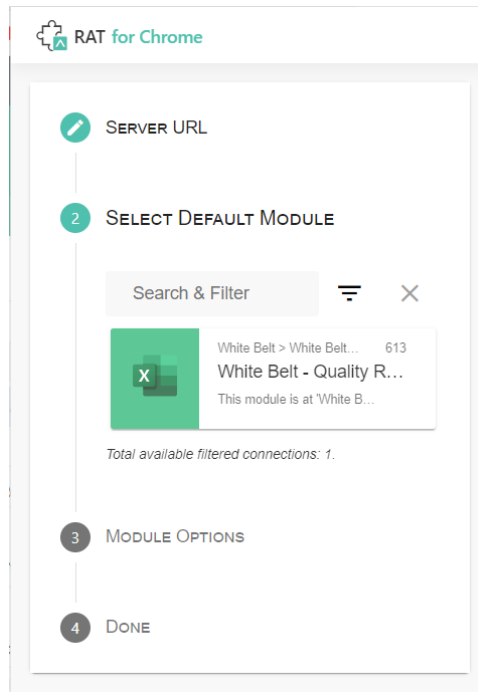 RAT for Chrome
SERVER URL
2 SELECT DEFAULT MODULE
Search & Filter
White Belt > White Belt... 613
X
White Belt - Quality R...
This module is at 'White B...
Total available filtered connections: 1.
3 MODULE OPTIONS
4 DONE